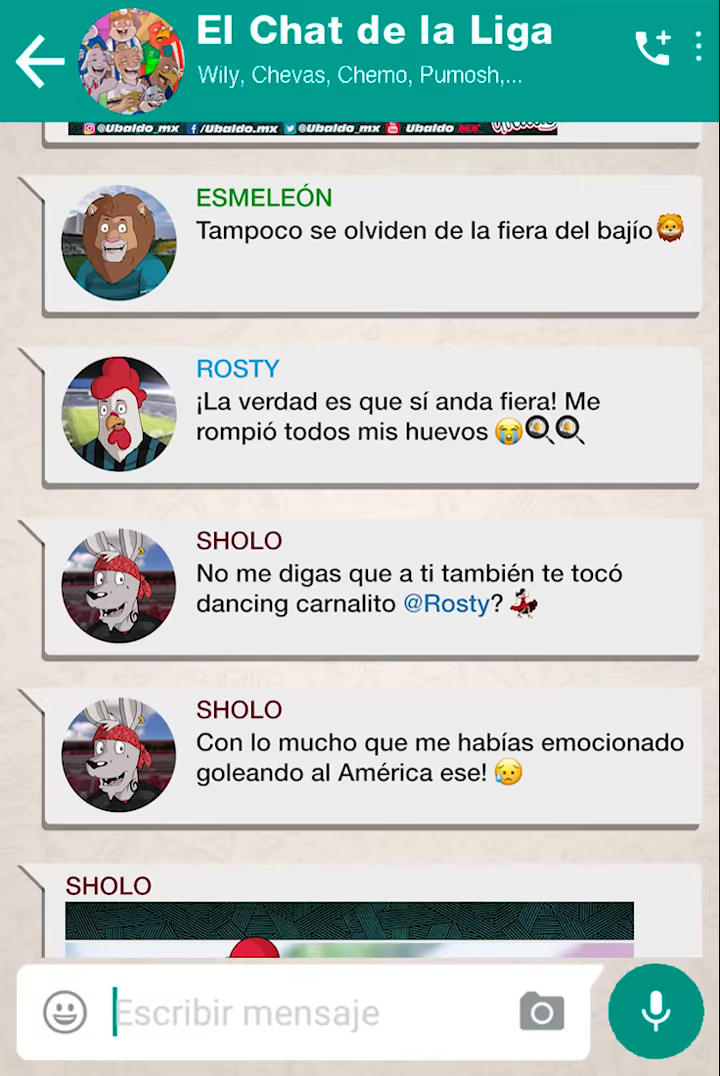 El Chat de la Liga
Wily, Chevas, Chemo, Pumosh,...
@Ubaldo_mx /Ubaldo.mx @Ubaldo_mx Ubaldo MX
ESMELEÓN
Tampoco se olviden de la fiera del bajío🦁
ROSTY
¡La verdad es que sí anda fiera! Me
rompió todos mis huevos 😭🍳🍳
SHOLO
No me digas que a ti también te tocó
dancing carnalito @Rosty? 💃
SHOLO
Con lo mucho que me habías emocionado
goleando al América ese! 😥
SHOLO
Escribir mensaje